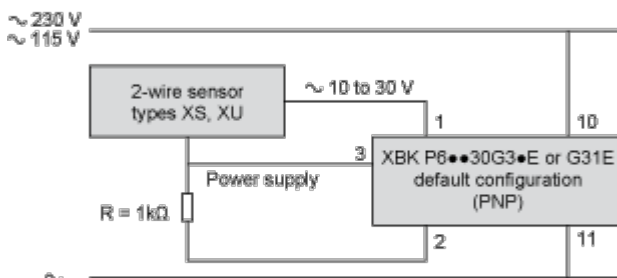 ∼ 230 V
∼ 115 V
2-wire sensor
types XS, XU
∼ 10 to 30 V
1
10
3
XBK P6●●30G3●E or G31E
default configuration
(PNP)
Power supply
R = 1kΩ
2
11